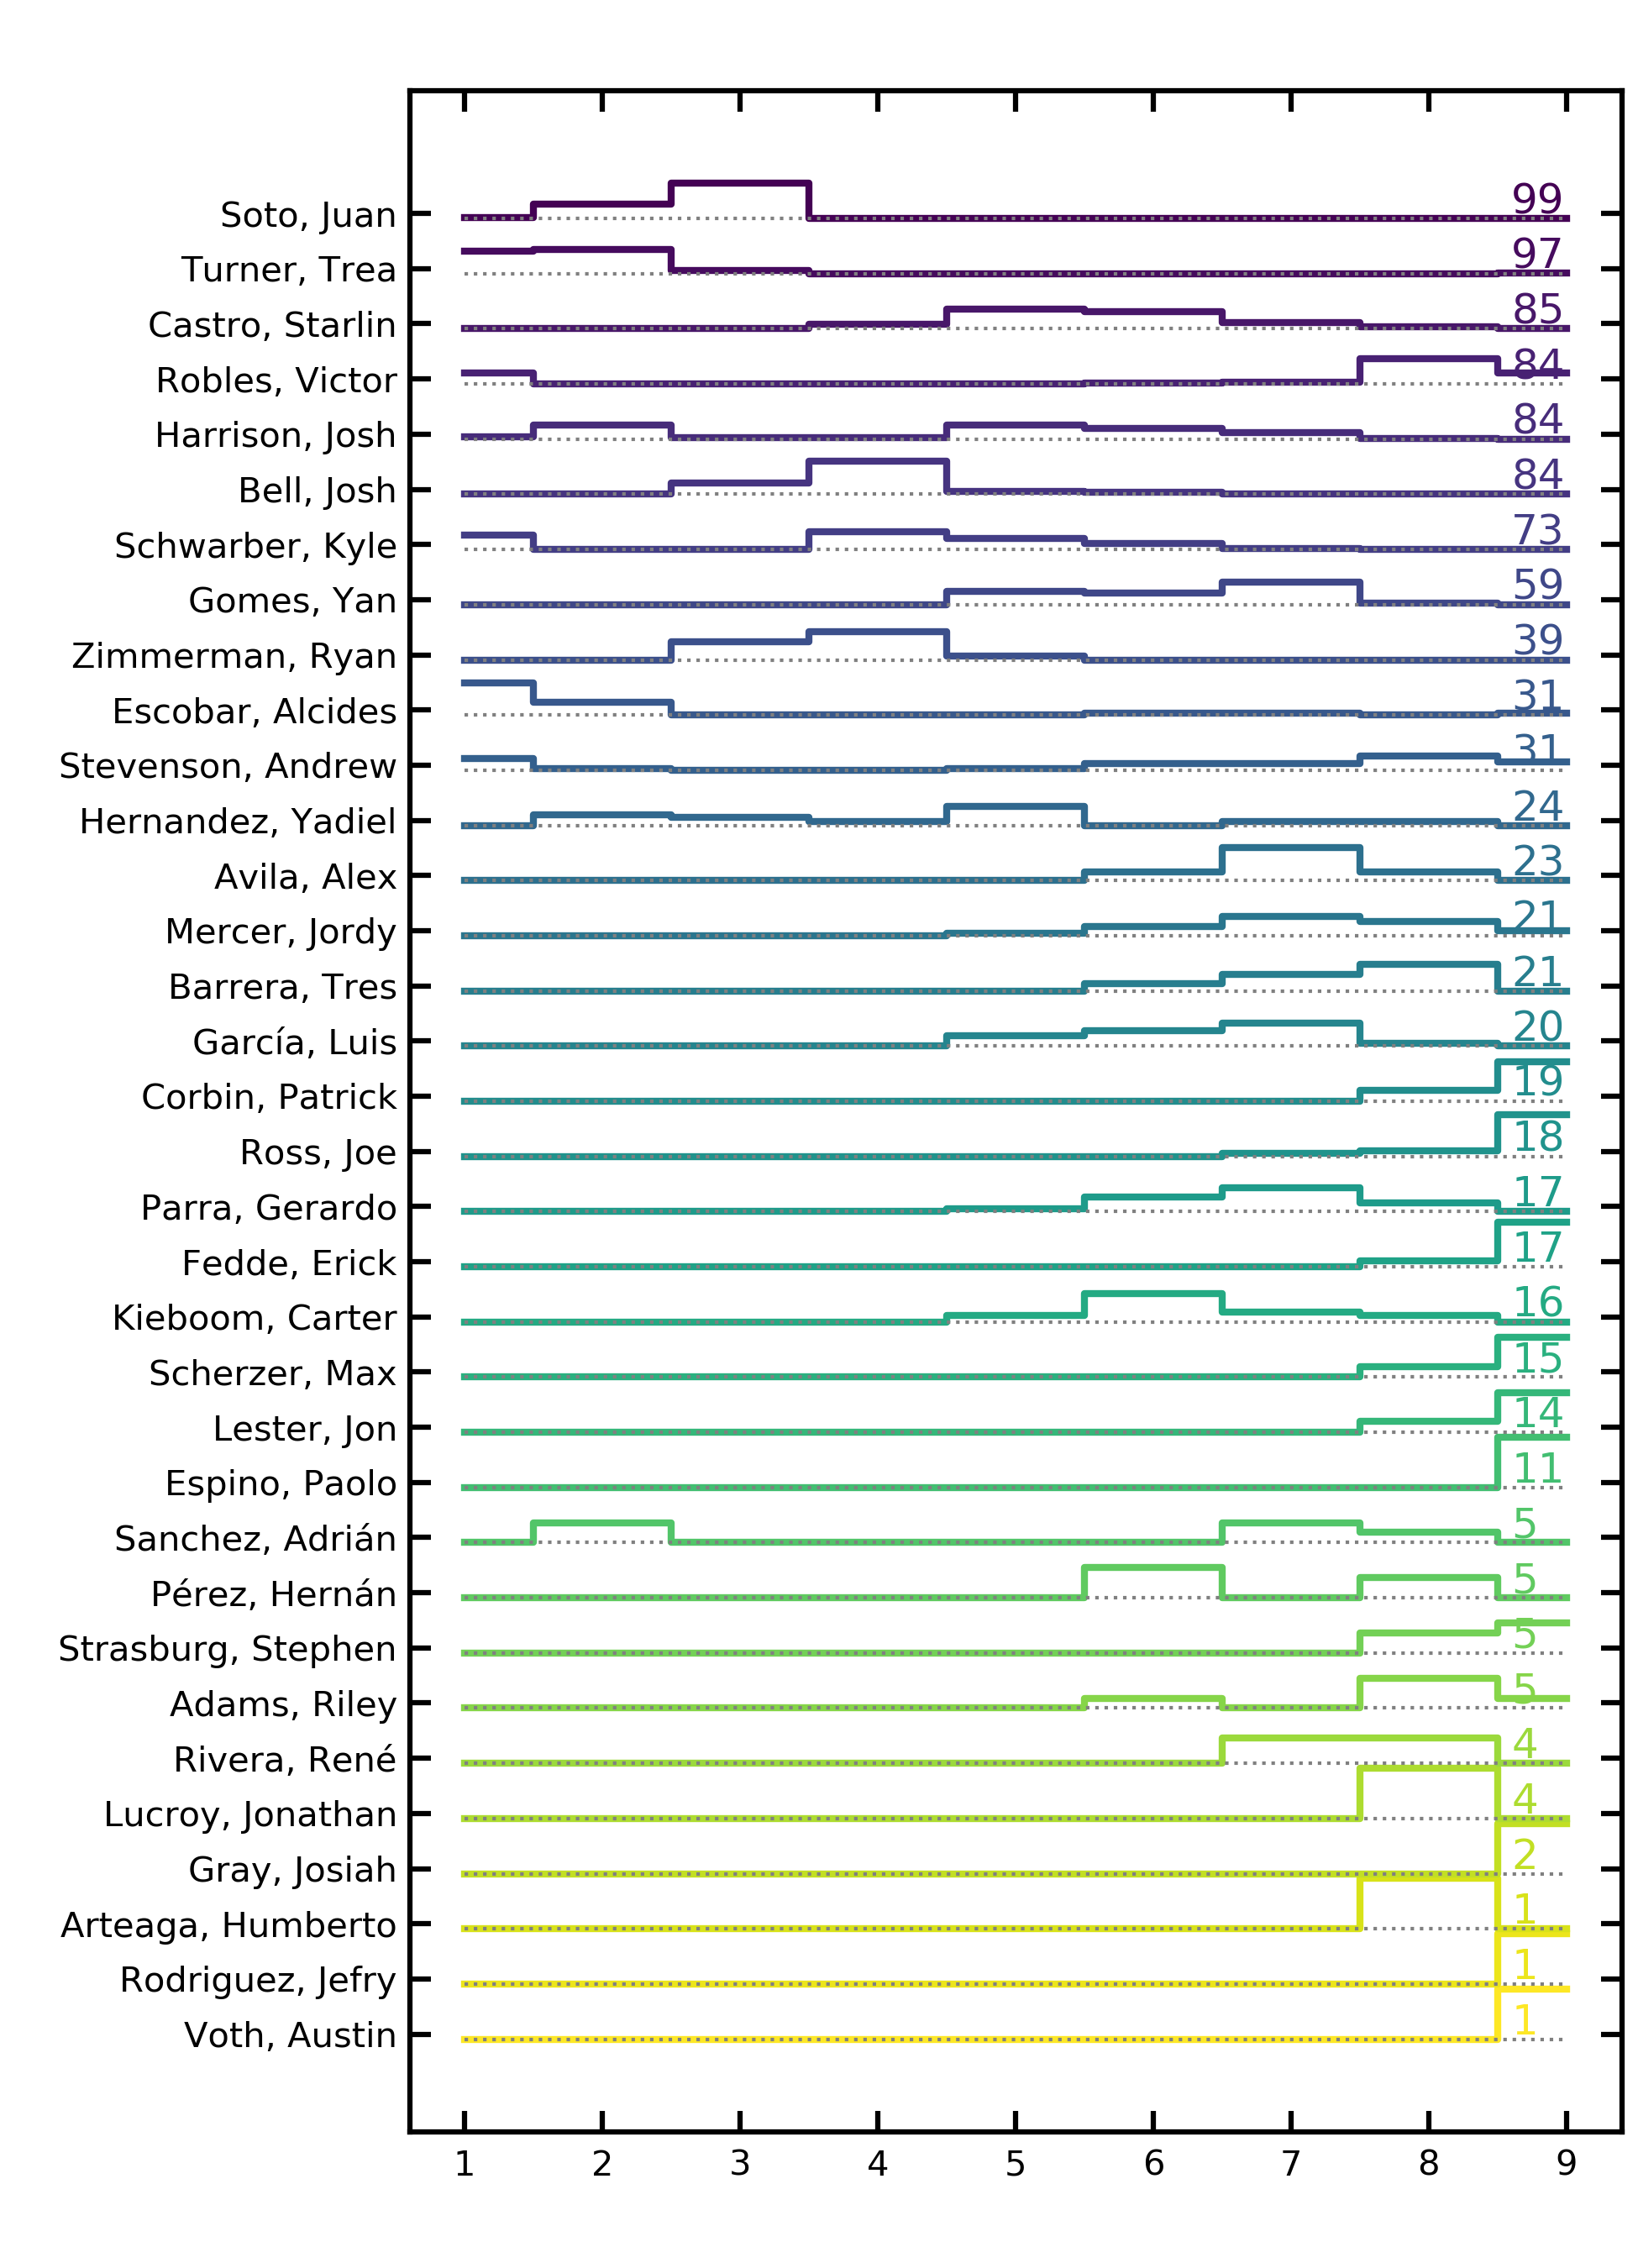 Soto, Juan 99
Turner, Trea 97
Castro, Starlin 85
Robles, Victor 84
Harrison, Josh 84
Bell, Josh 84
Schwarber, Kyle 73
Gomes, Yan 59
Zimmerman, Ryan 39
Escobar, Alcides 31
Stevenson, Andrew 31
Hernandez, Yadiel 24
Avila, Alex 23
Mercer, Jordy 21
Barrera, Tres 21
García, Luis 20
Corbin, Patrick 19
Ross, Joe 18
Parra, Gerardo 17
Fedde, Erick 17
Kieboom, Carter 16
Scherzer, Max 15
Lester, Jon 14
Espino, Paolo 11
Sanchez, Adrián 5
Pérez, Hernán 5
Strasburg, Stephen 5
Adams, Riley 5
Rivera, René 4
Lucroy, Jonathan 4
Gray, Josiah 2
Arteaga, Humberto 1
Rodriguez, Jefry 1
Voth, Austin 1
1 2 3 4 5 6 7 8 9